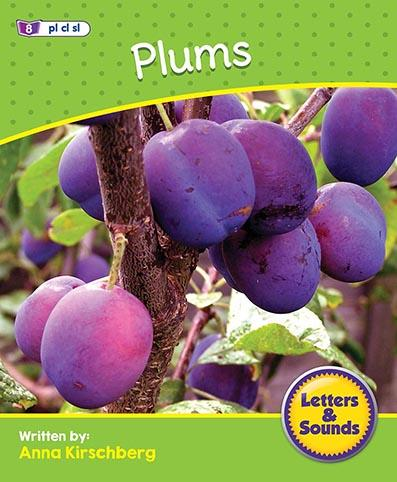 8 pl cl sl
Plums
Letters
&
Sounds
Written by:
Anna Kirschberg